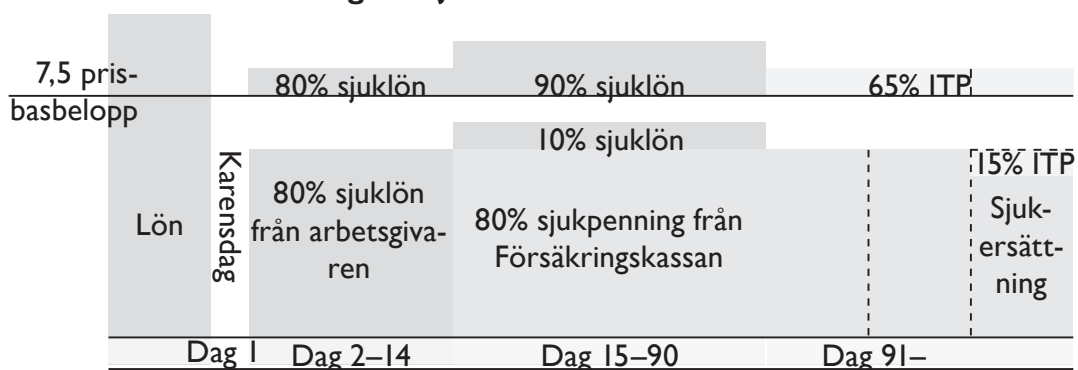 7,5 pris-
basbelopp
80% sjuklön
90% sjuklön
65% ITP
10% sjuklön
15% ITP
Lön
Karensdag
80% sjuklön
från arbetsgiva-
ren
80% sjukpenning från
Försäkringskassan
Sjuk-
ersätt-
ning
Dag 1
Dag 2–14
Dag 15–90
Dag 91–